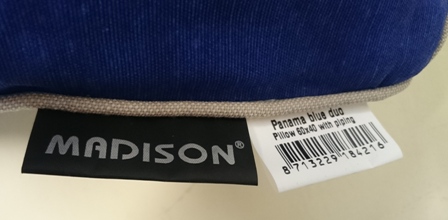 MADISON®
Panama blue duo
Pillow 60x40 with piping
8 713229 184216